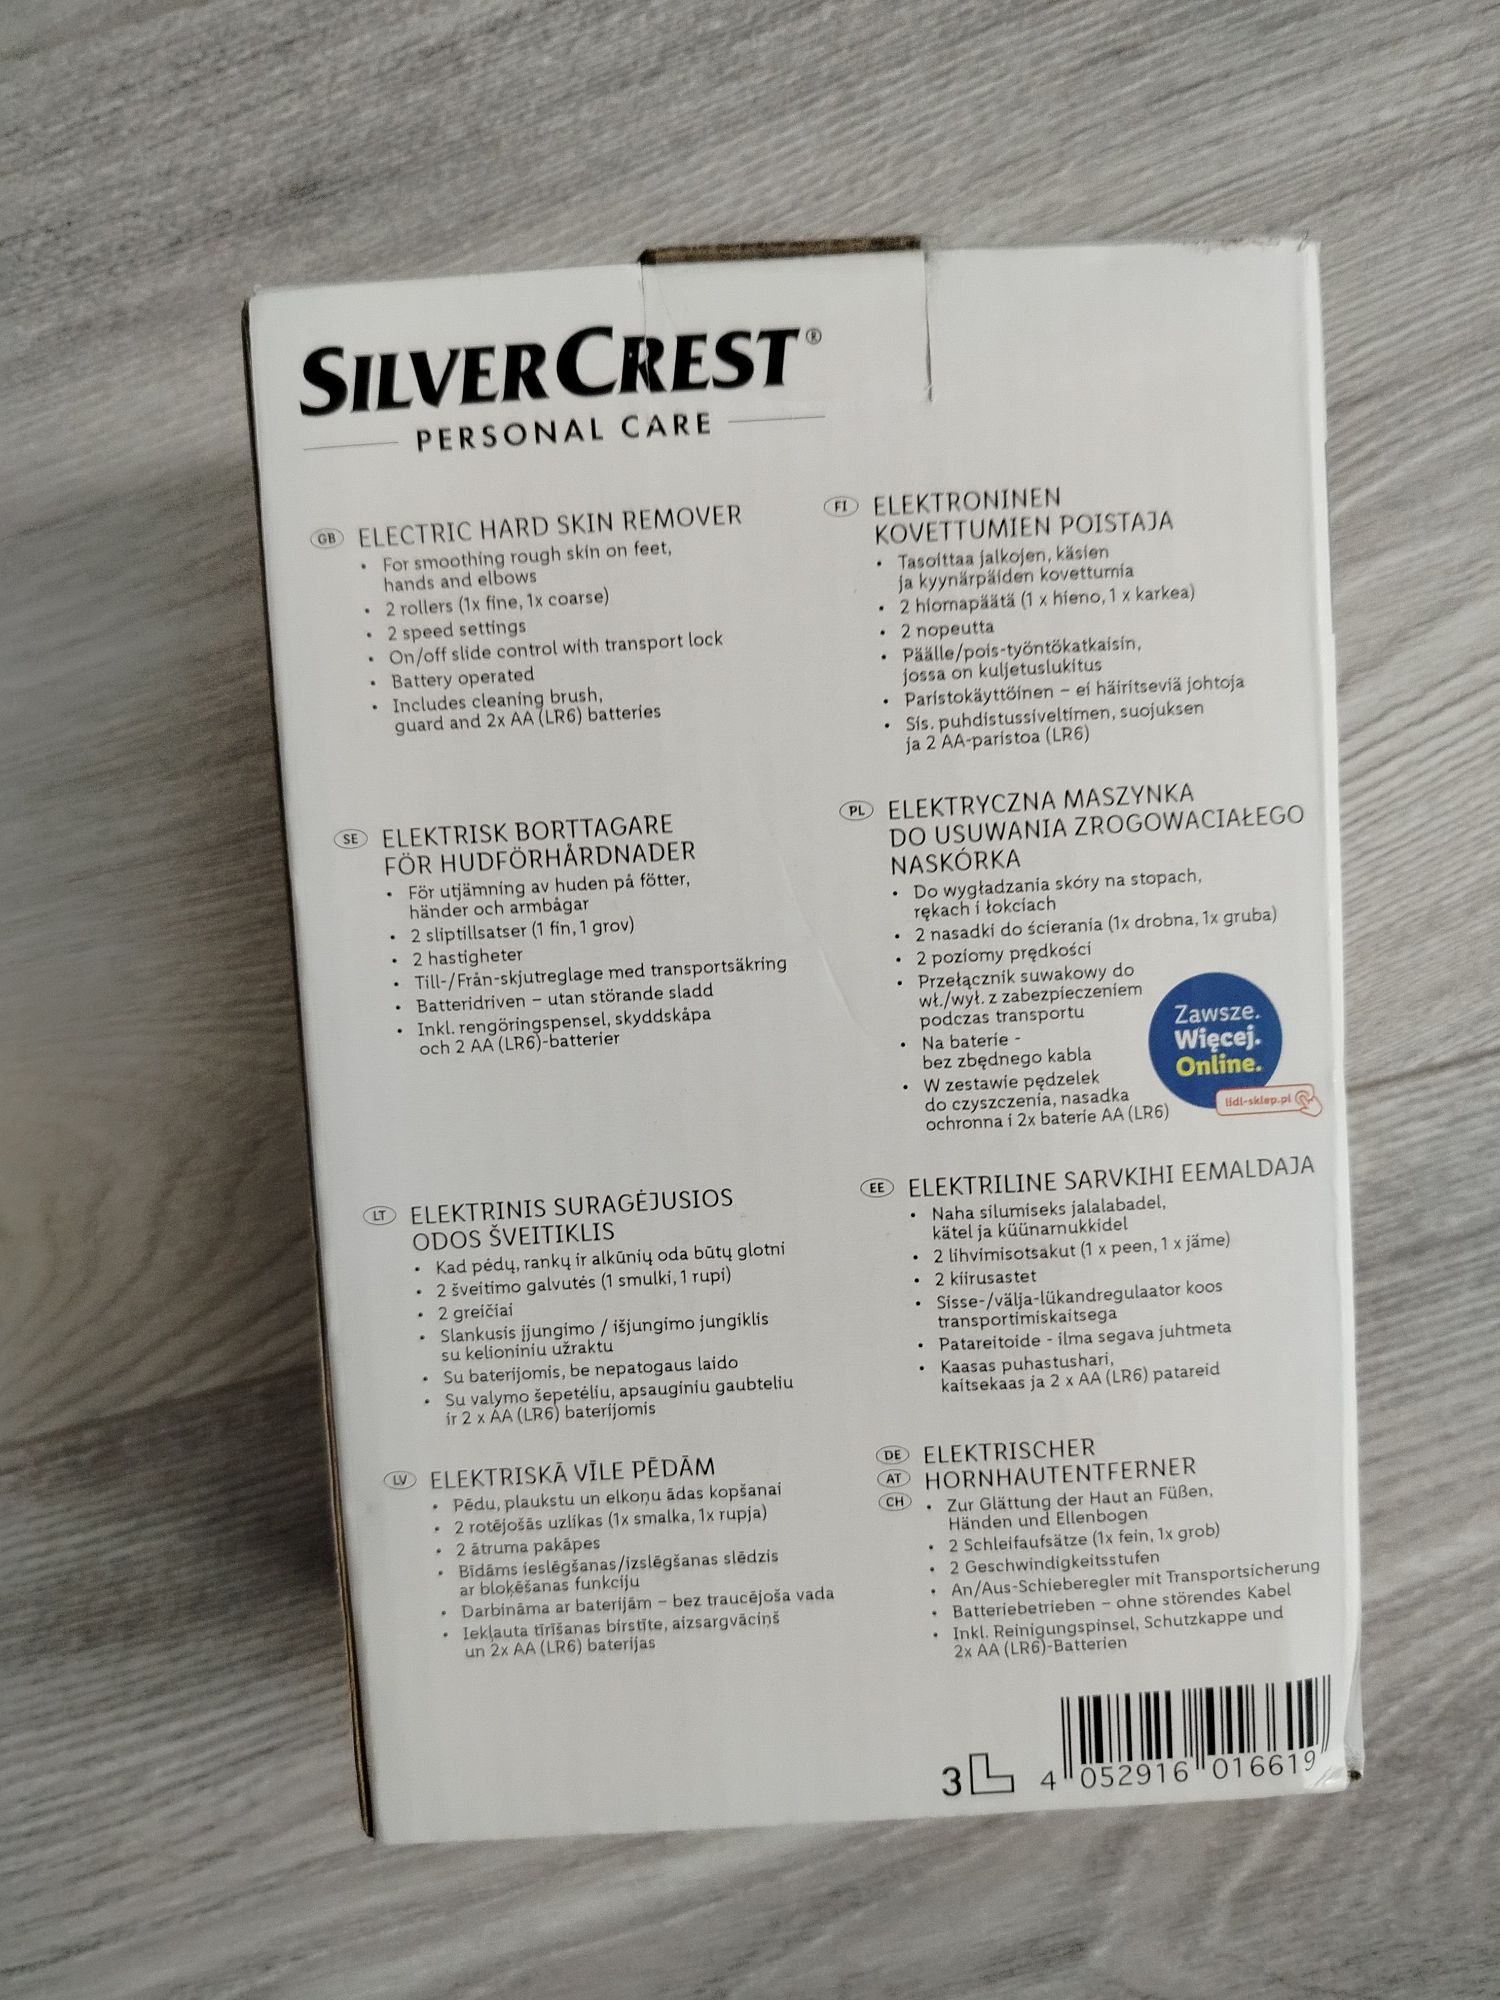 SILVERCREST®
PERSONAL CARE
GB ELECTRIC HARD SKIN REMOVER
• For smoothing rough skin on feet,
hands and elbows
• 2 rollers (1x fine, 1x coarse)
• 2 speed settings
• On/off slide control with transport lock
• Battery operated
• Includes cleaning brush,
guard and 2x AA (LR6) batteries
FI ELEKTRONINEN
KOVETTUMIEN POISTAJA
• Tasoittaa jalkojen, käsien
ja kyynärpäiden kovettumia
• 2 hiomapäätä (1 x hieno, 1 x karkea)
• 2 nopeutta
• Päälle/pois-työntökatkaisin,
jossa on kuljetuslukitus
• Paristokäyttöinen – ei häiritseviä johtoja
• Sis. puhdistussiveltimen, suojuksen
ja 2 AA-paristoa (LR6)
SE ELEKTRISK BORTTAGARE
FÖR HUDFÖRHÅRDNADER
• För utjämning av huden på fötter,
händer och armbågar
• 2 sliptillsatser (1 fin, 1 grov)
• 2 hastigheter
• Till-/Från-skjutreglage med transportsäkring
• Batteridriven – utan störande sladd
• Inkl. rengöringspensel, skyddskåpa
och 2 AA (LR6)-batterier
PL ELEKTRYCZNA MASZYNKA
DO USUWANIA ZROGOWACIAŁEGO
NASKÓRKA
• Do wygładzania skóry na stopach,
rękach i łokciach
• 2 nasadki do ścierania (1x drobna, 1x gruba)
• 2 poziomy prędkości
• Przełącznik suwakowy do
wł./wył. z zabezpieczeniem
podczas transportu
• Na baterie -
bez zbędnego kabla
• W zestawie pędzelek
do czyszczenia, nasadka
ochronna i 2x baterie AA (LR6)
Zawsze.
Więcej.
Online.
lidl-sklep.pl
LT ELEKTRINIS SURAGĖJUSIOS
ODOS ŠVEITIKLIS
• Kad pėdų, rankų ir alkūnių oda būtų glotni
• 2 šveitimo galvutės (1 smulki, 1 rupi)
• 2 greičiai
• Slankusis įjungimo / išjungimo jungiklis
su kelioniniu užraktu
• Su baterijomis, be nepatogaus laido
• Su valymo šepetėliu, apsauginiu gaubteliu
ir 2 x AA (LR6) baterijomis
EE ELEKTRILINE SARVKIHI EEMALDAJA
• Naha silumiseks jalalabadel,
kätel ja küünarnukkidel
• 2 lihvimisotsakut (1 x peen, 1 x jäme)
• 2 kiirusastet
• Sisse-/välja-lükandregulaator koos
transportimiskaitsega
• Patareitoide - ilma segava juhtmeta
• Kaasas puhastushari,
kaitsekaas ja 2 x AA (LR6) patareid
LV ELEKTRISKĀ VĪLE PĒDĀM
• Pēdu, plaukstu un elkoņu ādas kopšanai
• 2 rotējošās uzlikas (1x smalka, 1x rupja)
• 2 ātruma pakāpes
• Bīdāms ieslēgšanas/izslēgšanas slēdzis
ar bloķēšanas funkciju
• Darbināma ar baterijām – bez traucējoša vada
• Iekļauta tīrīšanas birstīte, aizsargvāciņš
un 2x AA (LR6) baterijas
DE ELEKTRISCHER
AT HORNHAUTENTFERNER
CH • Zur Glättung der Haut an Füßen,
Händen und Ellenbogen
• 2 Schleifaufsätze (1x fein, 1x grob)
• 2 Geschwindigkeitsstufen
• An/Aus-Schieberegler mit Transportsicherung
• Batteriebetrieben – ohne störendes Kabel
• Inkl. Reinigungspinsel, Schutzkappe und
2x AA (LR6)-Batterien
3L 4 052916 016619